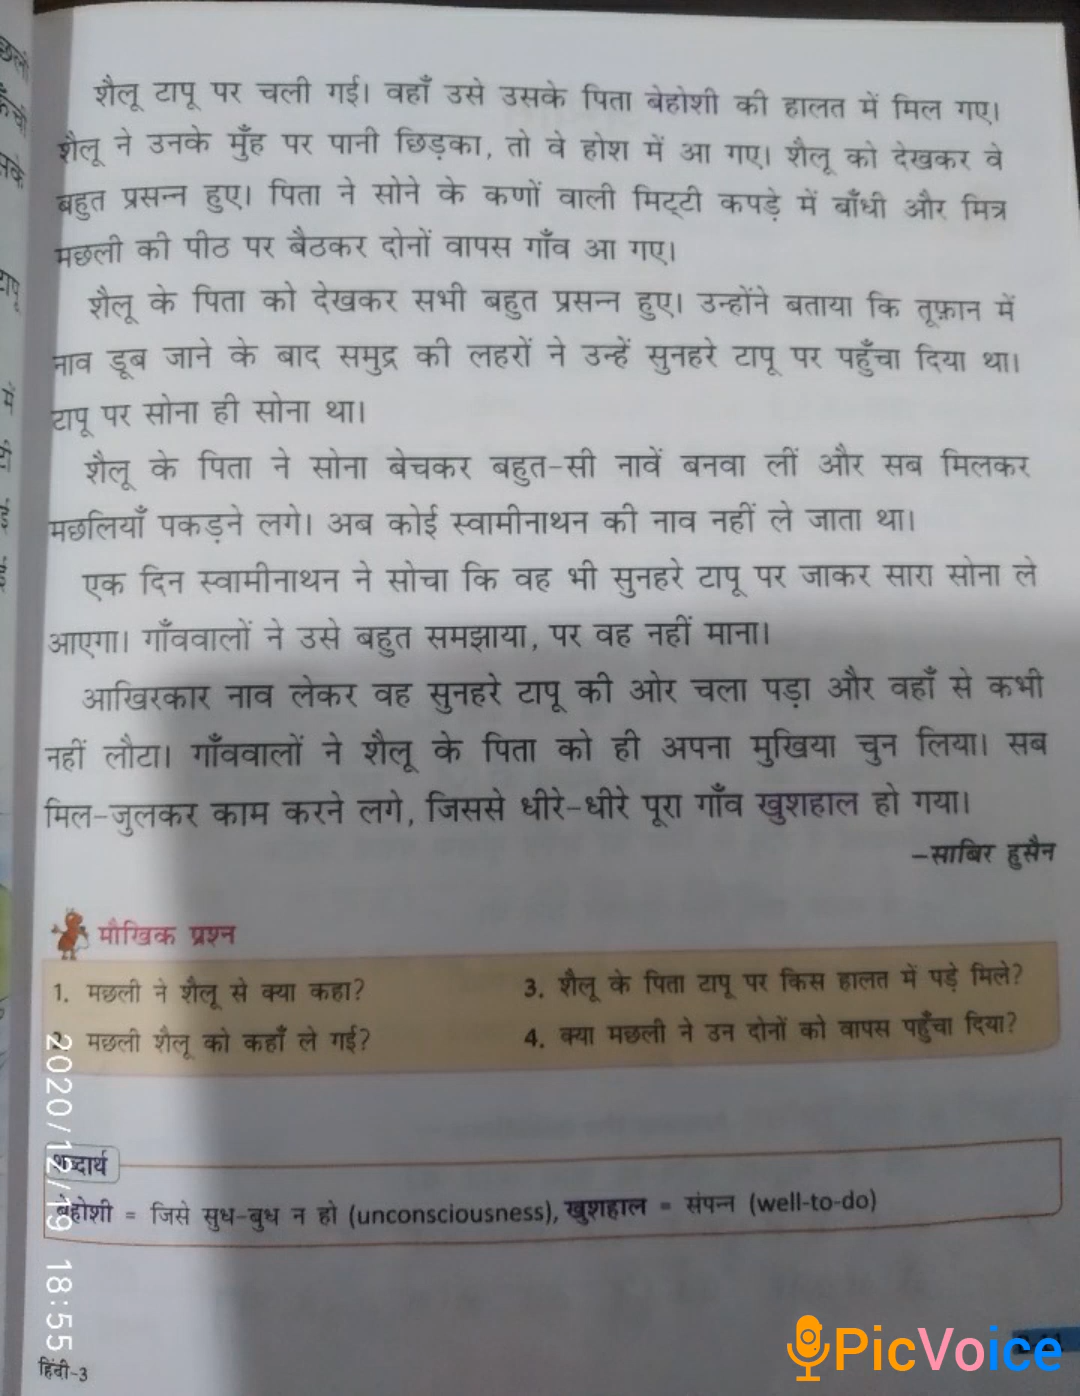 शैलू टापू पर चली गई। वहाँ उसे उसके पिता बेहोशी की हालत में मिल गए।
शैलू ने उनके मुँह पर पानी छिड़का, तो वे होश में आ गए। शैलू को देखकर वे
बहुत प्रसन्न हुए। पिता ने सोने के कणों वाली मिट्टी कपड़े में बाँधी और मित्र
मछली की पीठ पर बैठकर दोनों वापस गाँव आ गए।
शैलू के पिता को देखकर सभी बहुत प्रसन्न हुए। उन्होंने बताया कि तूफ़ान में
नाव डूब जाने के बाद समुद्र की लहरों ने उन्हें सुनहरे टापू पर पहुँचा दिया था।
टापू पर सोना ही सोना था।
शैलू के पिता ने सोना बेचकर बहुत-सी नावें बनवा लीं और सब मिलकर
मछलियाँ पकड़ने लगे। अब कोई स्वामीनाथन की नाव नहीं ले जाता था।
एक दिन स्वामीनाथन ने सोचा कि वह भी सुनहरे टापू पर जाकर सारा सोना ले
आएगा। गाँववालों ने उसे बहुत समझाया, पर वह नहीं माना।
आखिरकार नाव लेकर वह सुनहरे टापू की ओर चला पड़ा और वहाँ से कभी
नहीं लौटा। गाँववालों ने शैलू के पिता को ही अपना मुखिया चुन लिया। सब
मिल-जुलकर काम करने लगे, जिससे धीरे-धीरे पूरा गाँव खुशहाल हो गया।
-साबिर हुसैन
मौखिक प्रश्न
1. मछली ने शैलू से क्या कहा?
2. मछली शैलू को कहाँ ले गई?
3. शैलू के पिता टापू पर किस हालत में पड़े मिले?
4. क्या मछली ने उन दोनों को वापस पहुँचा दिया?
शब्दार्थ
बेहोशी = जिसे सुध-बुध न हो (unconsciousness), खुशहाल = संपन्न (well-to-do)
हिंदी-3
2020/12/19 18:55
PicVoice